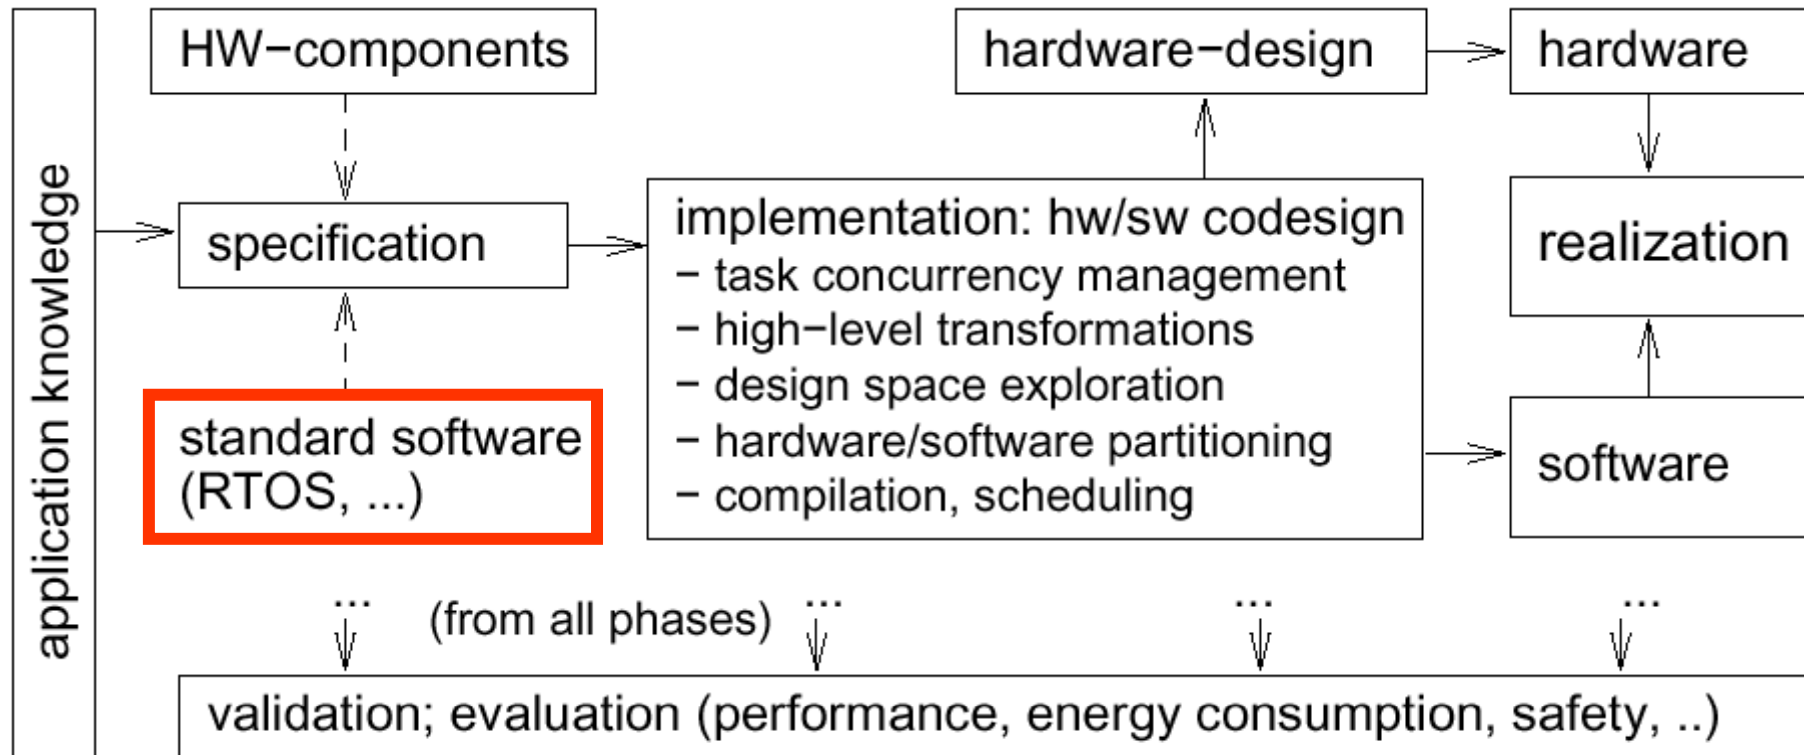 application knowledge
HW−components
hardware−design
hardware
specification
implementation: hw/sw codesign
− task concurrency management
− high−level transformations
− design space exploration
− hardware/software partitioning
− compilation, scheduling
realization
standard software
(RTOS, ...)
software
... (from all phases) ... ... ...
validation; evaluation (performance, energy consumption, safety, ..)